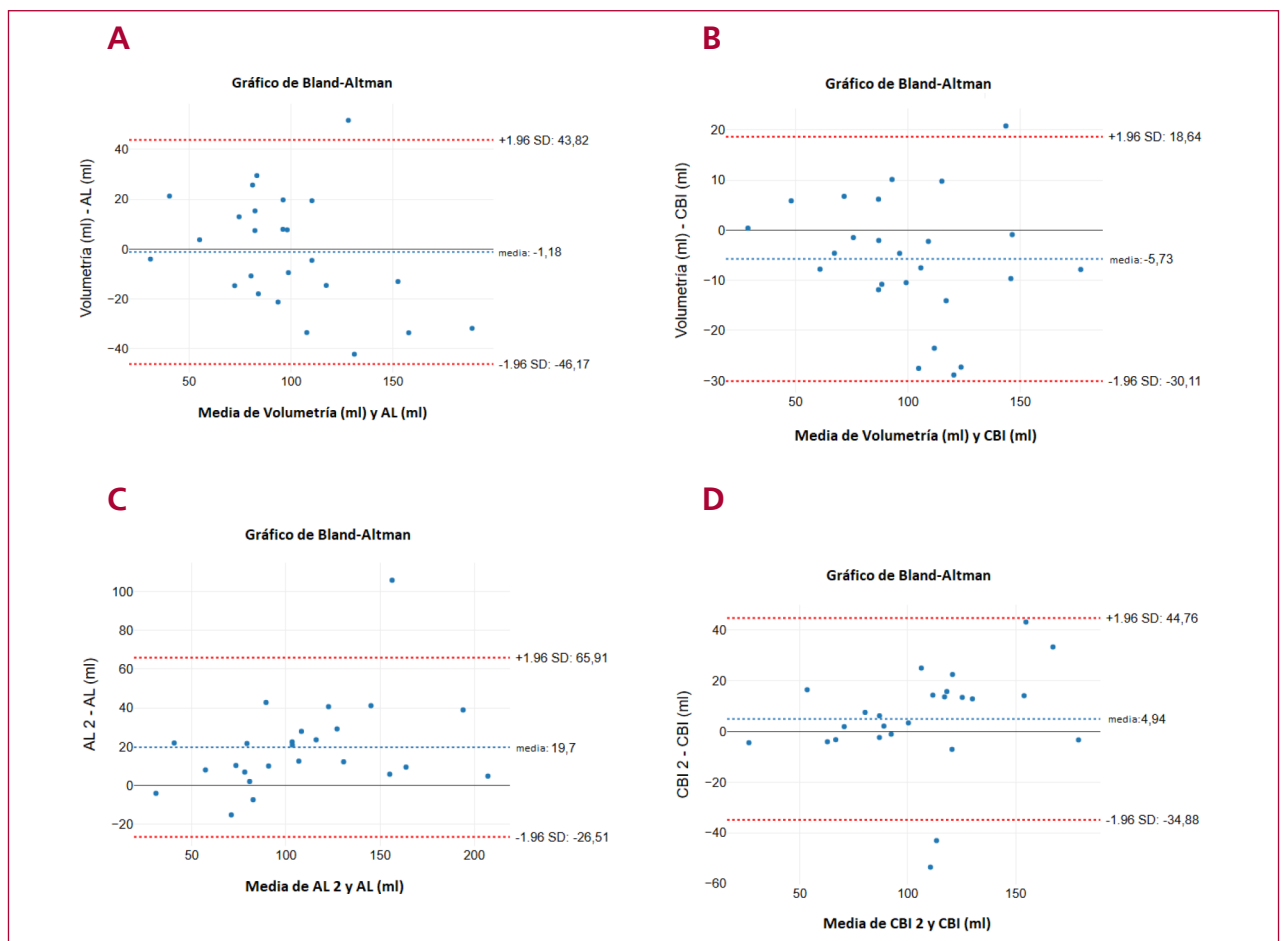 A
Gráfico de Bland-Altman
Volumetría (ml) - AL (ml)
40
20
0
−20
−40
+1.96 SD: 43,82
media: -1,18
-1.96 SD: -46,17
50 100 150
Media de Volumetría (ml) y AL (ml)
B
Gráfico de Bland-Altman
Volumetría (ml) - CBI (ml)
20
10
0
−10
−20
−30
+1.96 SD: 18,64
media: -5,73
-1.96 SD: -30,11
50 100 150
Media de Volumetría (ml) y CBI (ml)
C
Gráfico de Bland-Altman
AL 2 - AL (ml)
100
80
60
40
20
0
−20
+1.96 SD: 65,91
media: 19,7
-1.96 SD: -26,51
50 100 150 200
Media de AL 2 y AL (ml)
D
Gráfico de Bland-Altman
CBI 2 - CBI (ml)
40
20
0
−20
−40
−60
+1.96 SD: 44,76
media:4,94
-1.96 SD: -34,88
50 100 150
Media de CBI 2 y CBI (ml)